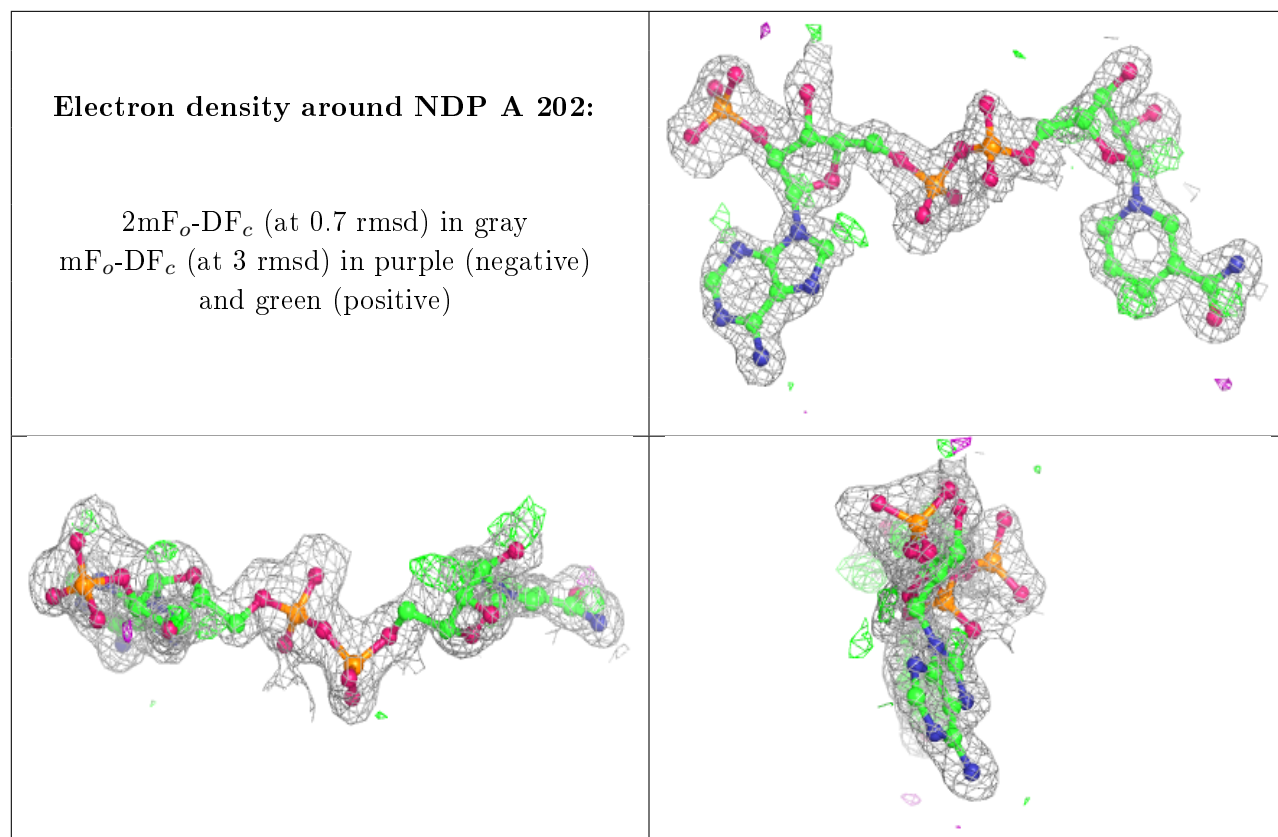 Electron density around NDP A 202:
2mFₒ-DF𝒸 (at 0.7 rmsd) in gray
mFₒ-DF𝒸 (at 3 rmsd) in purple (negative)
and green (positive)